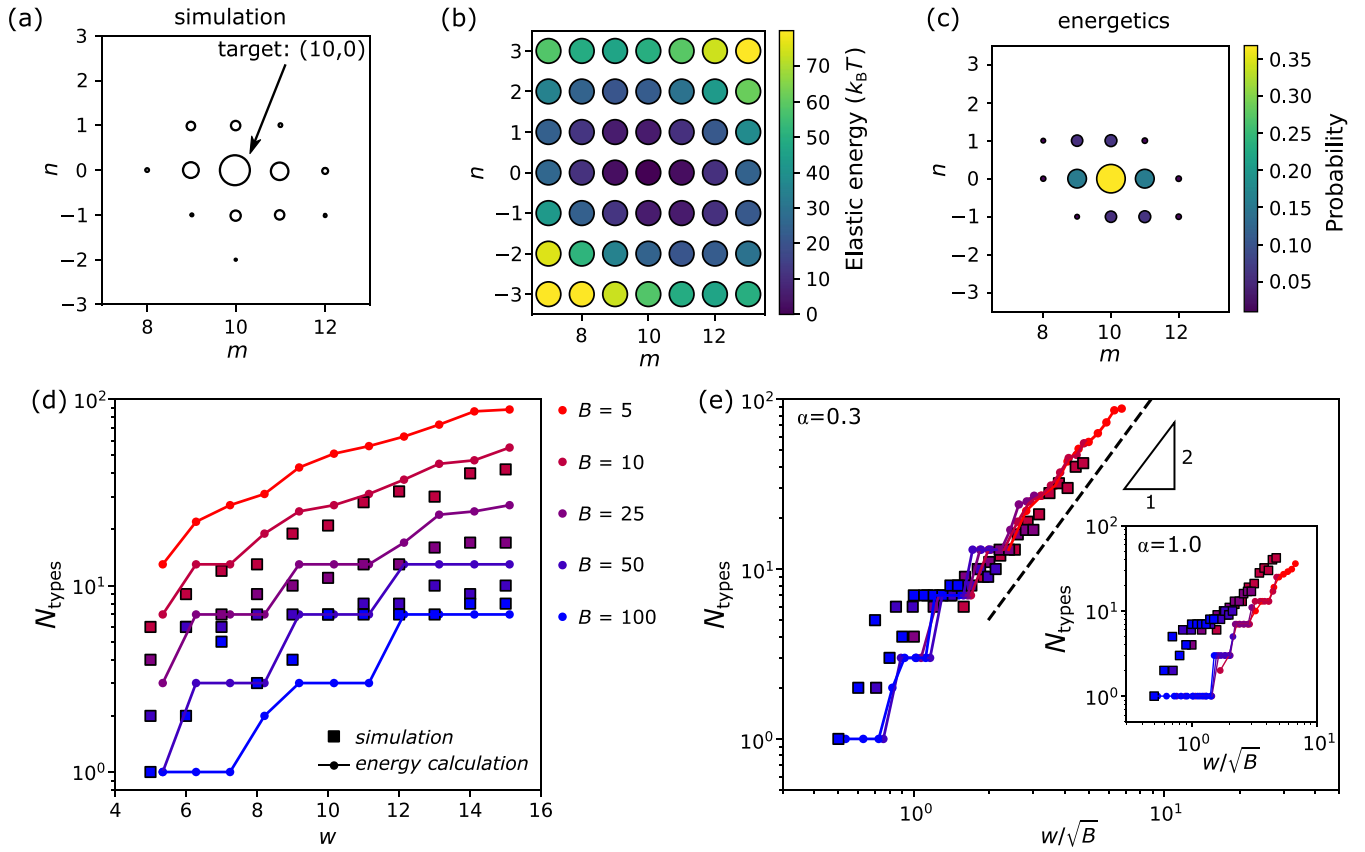 (a)
simulation
target: (10,0)
3
2
1
0
−1
−2
−3
n
8
10
12
m
(b)
3
2
1
0
−1
−2
−3
n
8
10
12
m
70
60
50
40
30
20
10
0
Elastic energy (kBT)
(c)
energetics
3
2
1
0
−1
−2
−3
n
8
10
12
m
0.35
0.30
0.25
0.20
0.15
0.10
0.05
Probability
(d)
10²
10¹
10⁰
Ntypes
4
6
8
10
12
14
16
w
simulation
energy calculation
B = 5
B = 10
B = 25
B = 50
B = 100
(e)
α=0.3
10²
10¹
10⁰
Ntypes
10⁰
10¹
w/√B
2
1
α=1.0
10²
10¹
10⁰
Ntypes
10⁰
10¹
w/√B